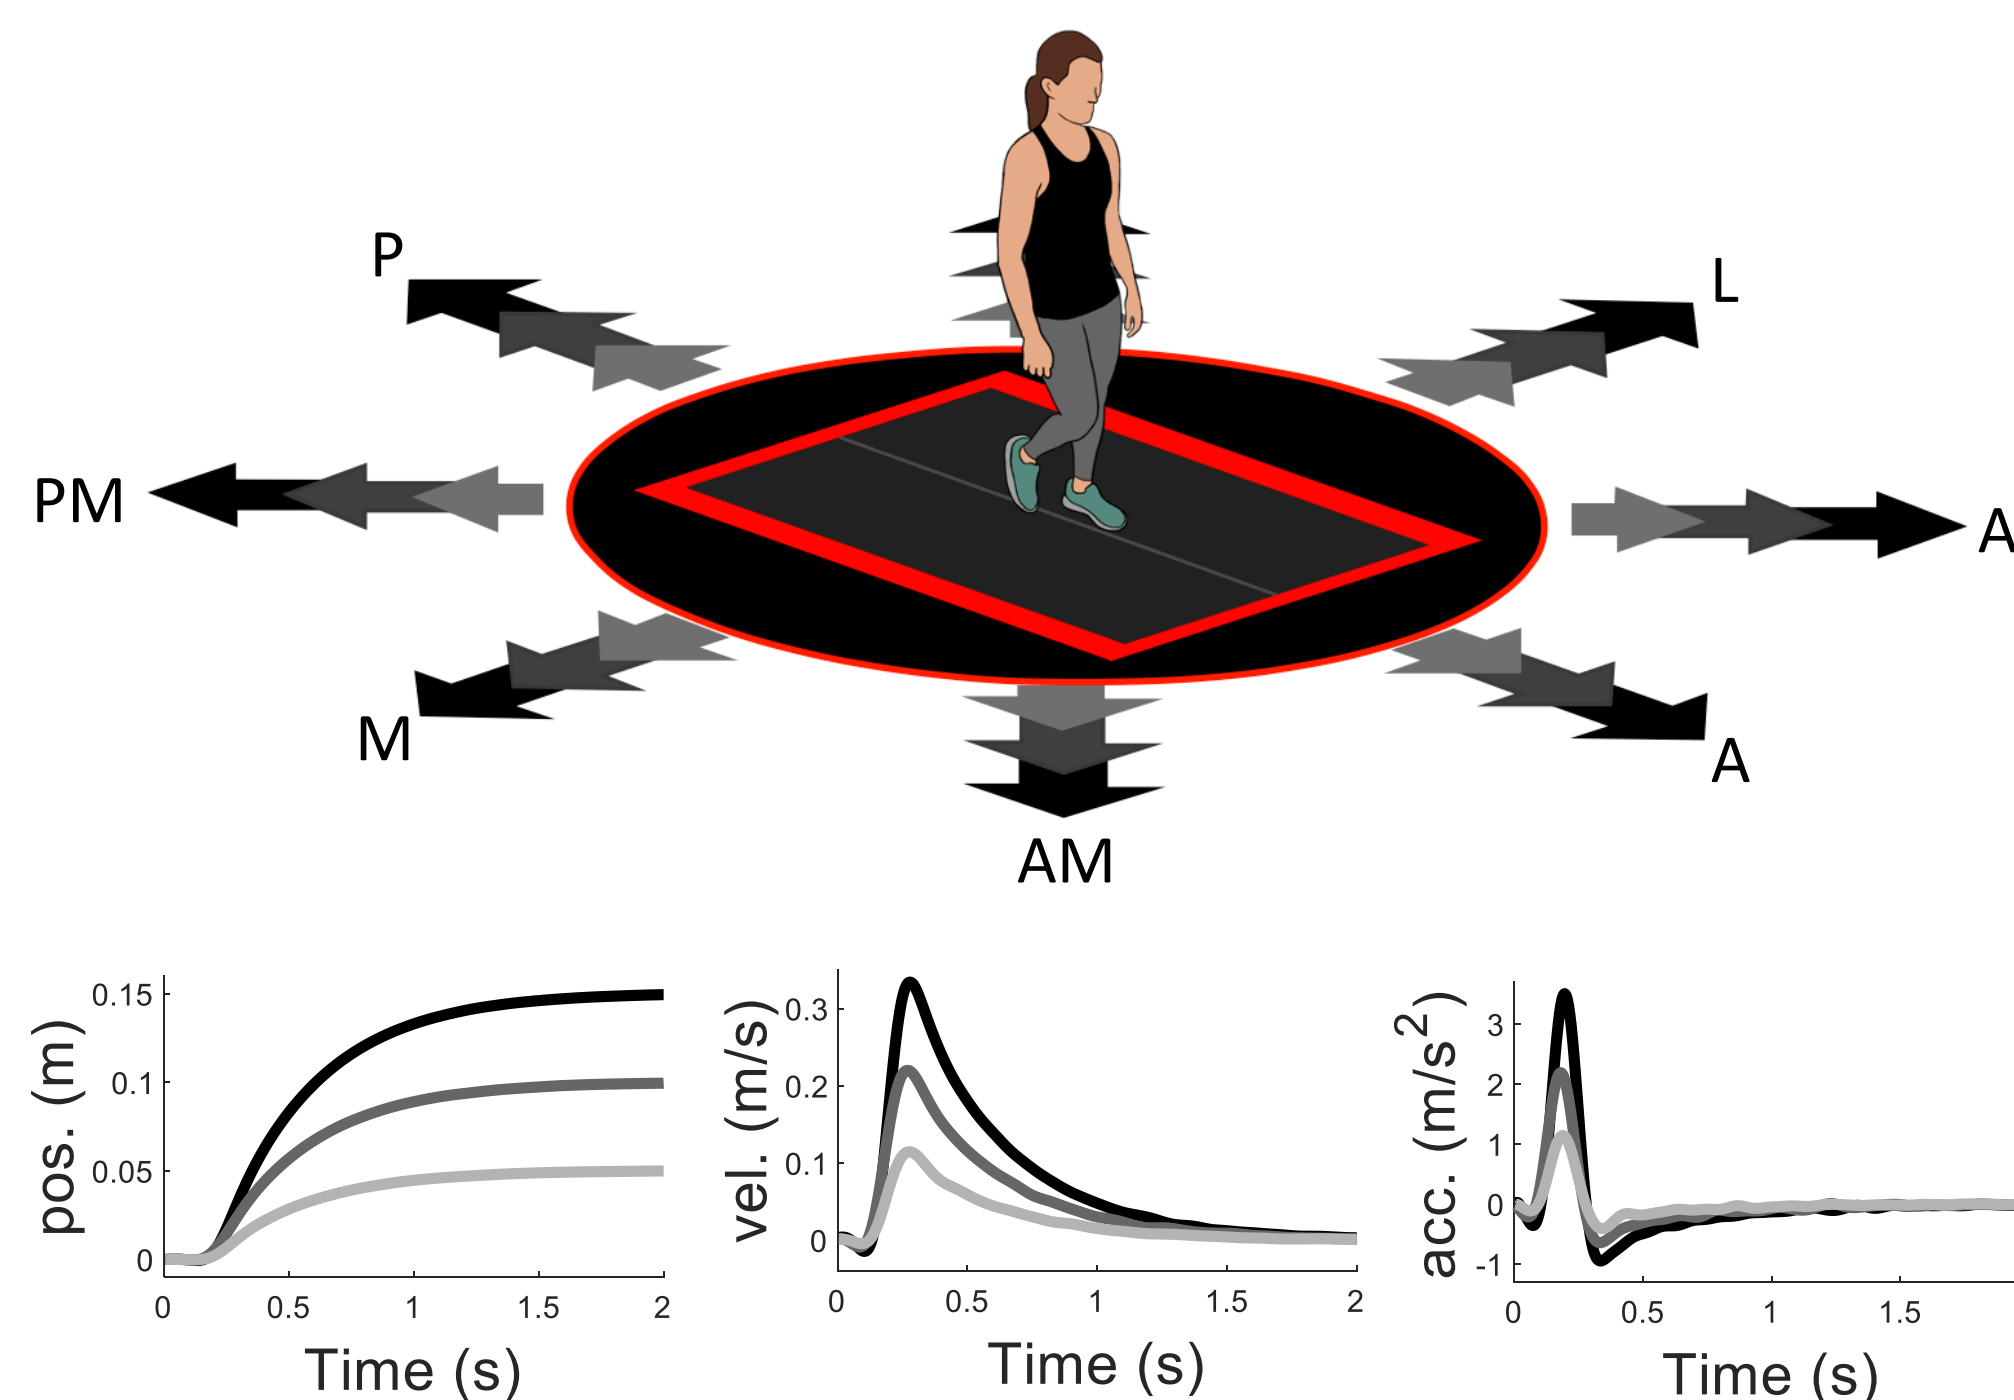 P
L
PM
A
M
A
AM
pos. (m)
0.15
0.1
0.05
0
0 0.5 1 1.5 2
Time (s)
vel. (m/s)
0.3
0.2
0.1
0
0 0.5 1 1.5 2
Time (s)
acc. (m/s²)
3
2
1
0
-1
0 0.5 1 1.5
Time (s)